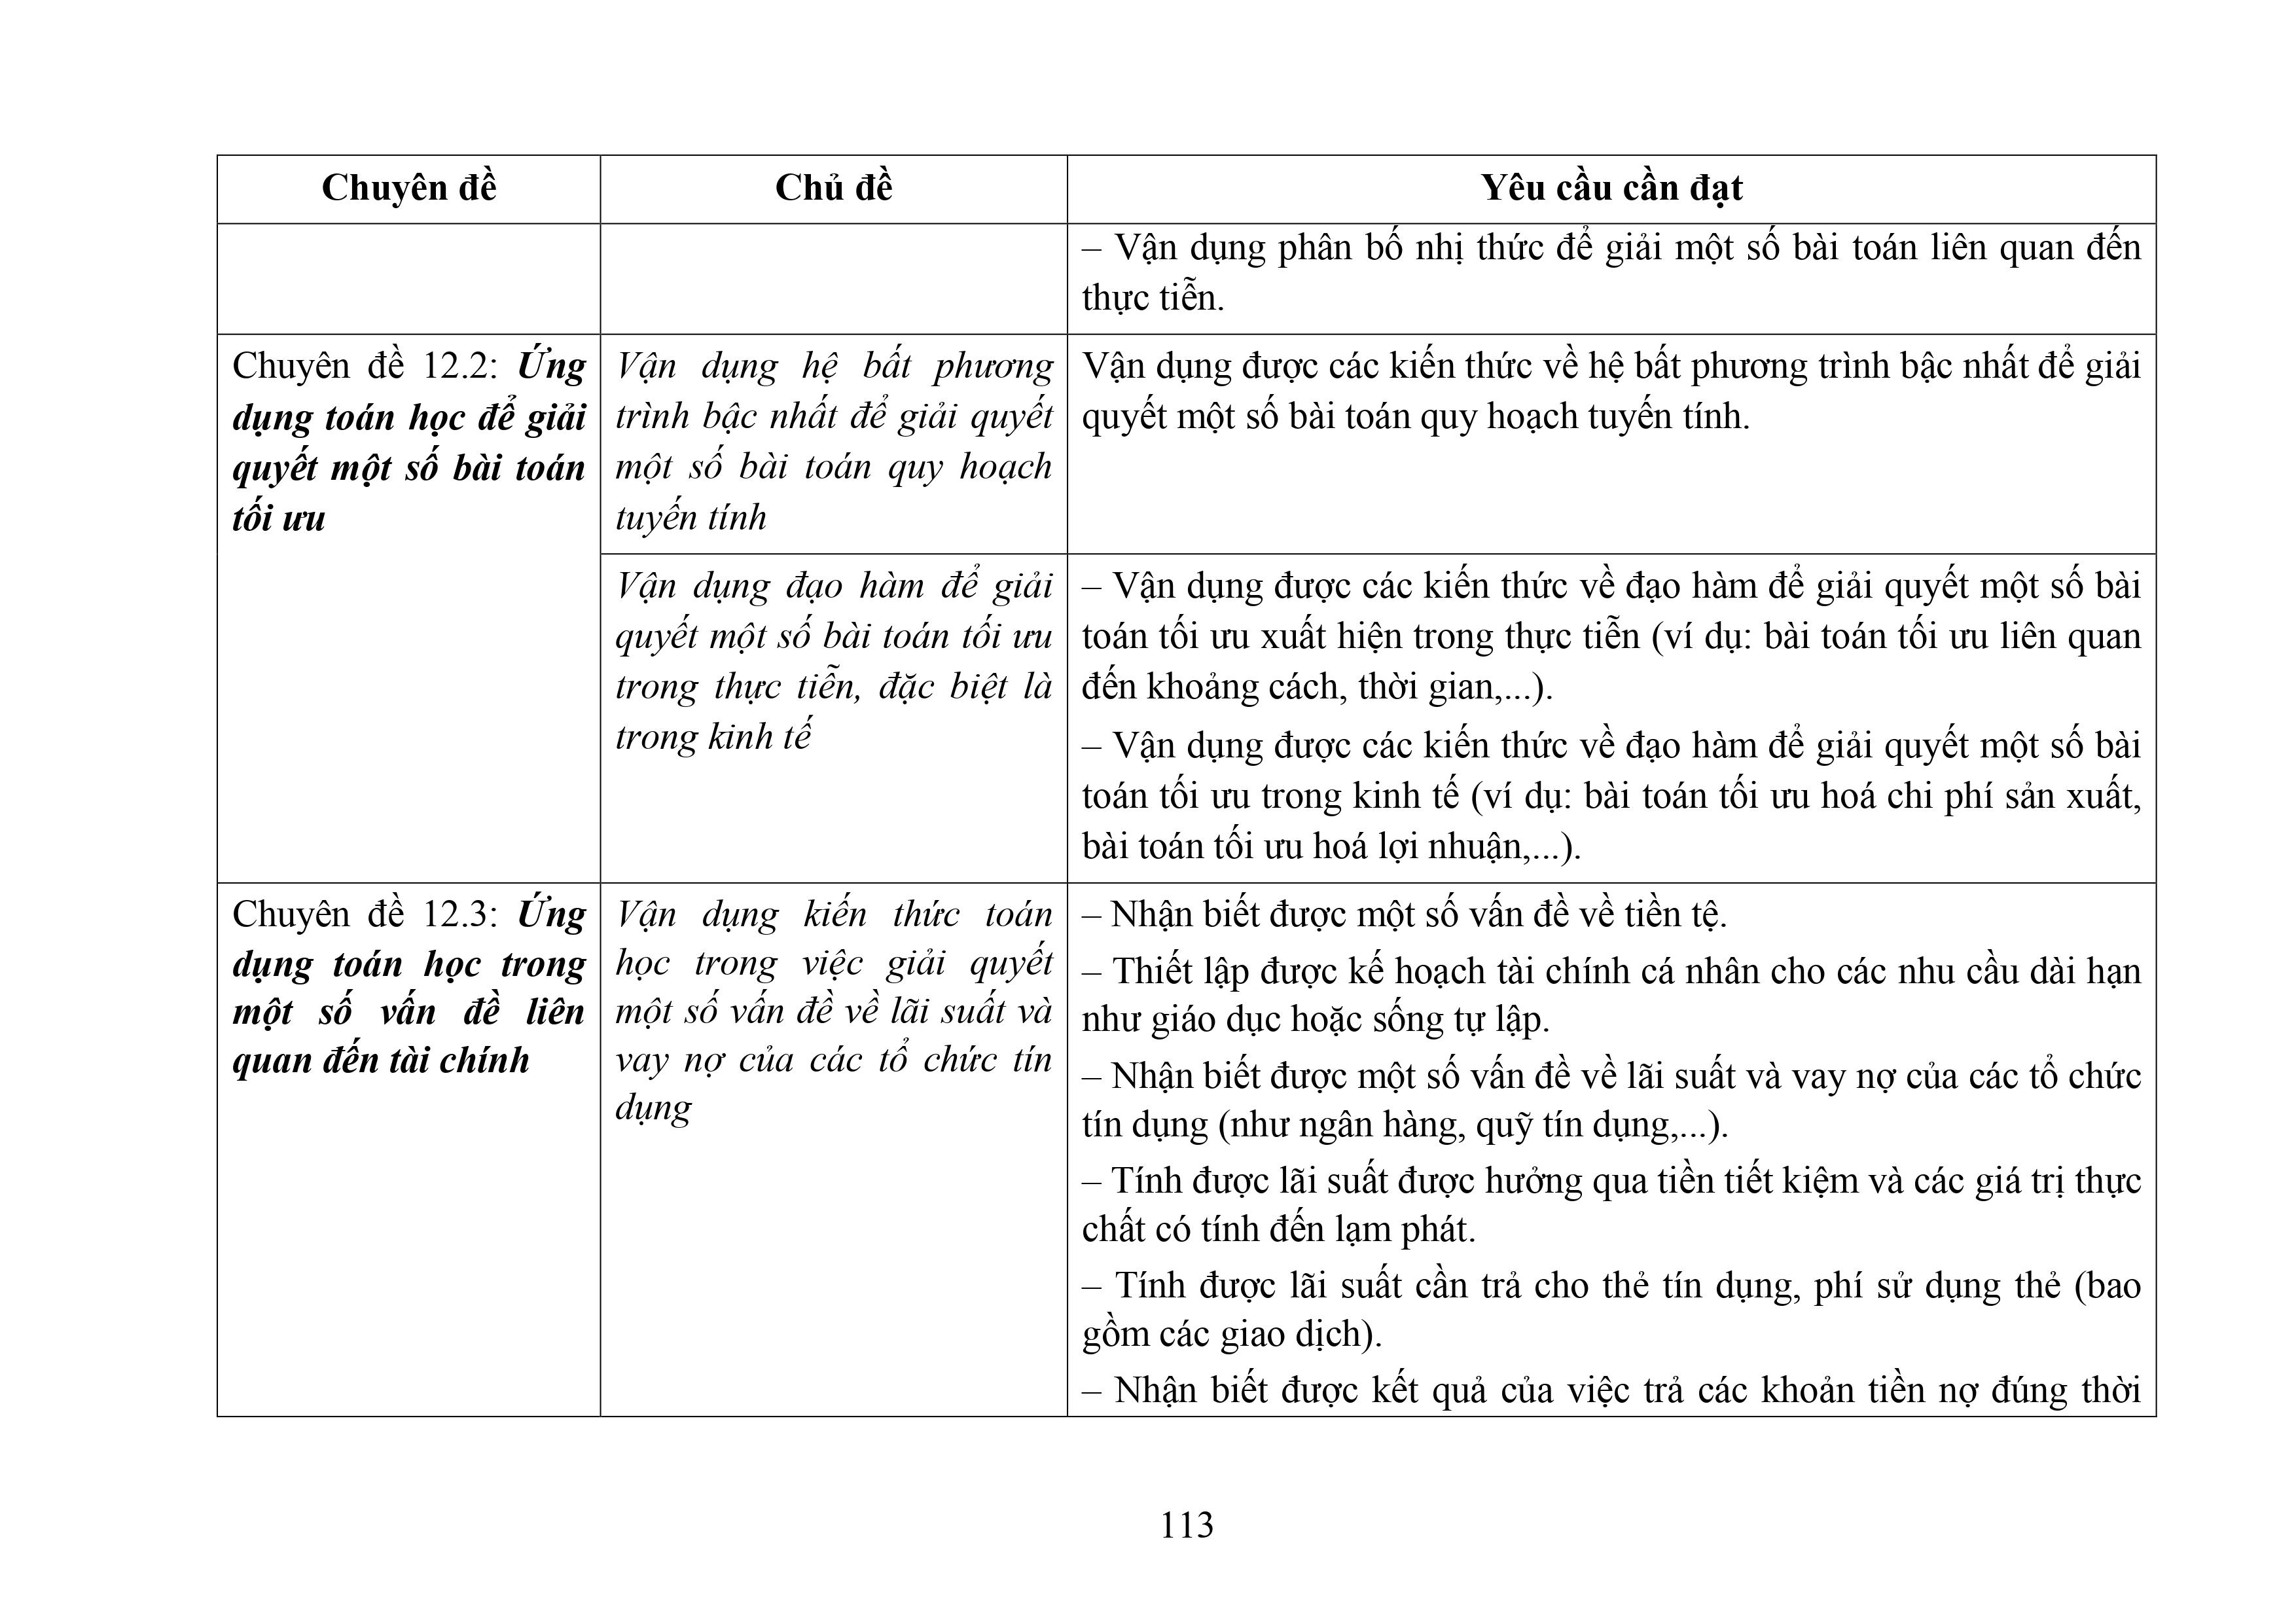 Chuyên đề
Chủ đề
Yêu cầu cần đạt
– Vận dụng phân bố nhị thức để giải một số bài toán liên quan đến
thực tiễn.
Chuyên đề 12.2: Ứng
dụng toán học để giải
quyết một số bài toán
tối ưu
Vận dụng hệ bất phương
trình bậc nhất để giải quyết
một số bài toán quy hoạch
tuyến tính
Vận dụng được các kiến thức về hệ bất phương trình bậc nhất để giải
quyết một số bài toán quy hoạch tuyến tính.
Vận dụng đạo hàm để giải
quyết một số bài toán tối ưu
trong thực tiễn, đặc biệt là
trong kinh tế
– Vận dụng được các kiến thức về đạo hàm để giải quyết một số bài
toán tối ưu xuất hiện trong thực tiễn (ví dụ: bài toán tối ưu liên quan
đến khoảng cách, thời gian,...).
– Vận dụng được các kiến thức về đạo hàm để giải quyết một số bài
toán tối ưu trong kinh tế (ví dụ: bài toán tối ưu hoá chi phí sản xuất,
bài toán tối ưu hoá lợi nhuận,...).
Chuyên đề 12.3: Ứng
dụng toán học trong
một số vấn đề liên
quan đến tài chính
Vận dụng kiến thức toán
học trong việc giải quyết
một số vấn đề về lãi suất và
vay nợ của các tổ chức tín
dụng
– Nhận biết được một số vấn đề về tiền tệ.
– Thiết lập được kế hoạch tài chính cá nhân cho các nhu cầu dài hạn
như giáo dục hoặc sống tự lập.
– Nhận biết được một số vấn đề về lãi suất và vay nợ của các tổ chức
tín dụng (như ngân hàng, quỹ tín dụng,...).
– Tính được lãi suất được hưởng qua tiền tiết kiệm và các giá trị thực
chất có tính đến lạm phát.
– Tính được lãi suất cần trả cho thẻ tín dụng, phí sử dụng thẻ (bao
gồm các giao dịch).
– Nhận biết được kết quả của việc trả các khoản tiền nợ đúng thời
113